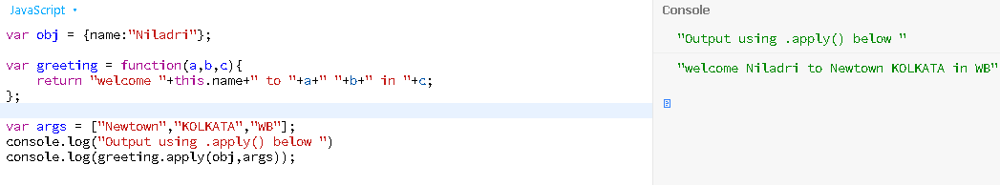 JavaScript
var obj = {name:"Niladri"};
var greeting = function(a,b,c){
return "welcome "+this.name+" to "+a+" "+b+" in "+c;
};
var args = ["Newtown","KOLKATA","WB"];
console.log("Output using .apply() below ")
console.log(greeting.apply(obj,args));
Console
"Output using .apply() below "
"welcome Niladri to Newtown KOLKATA in WB"